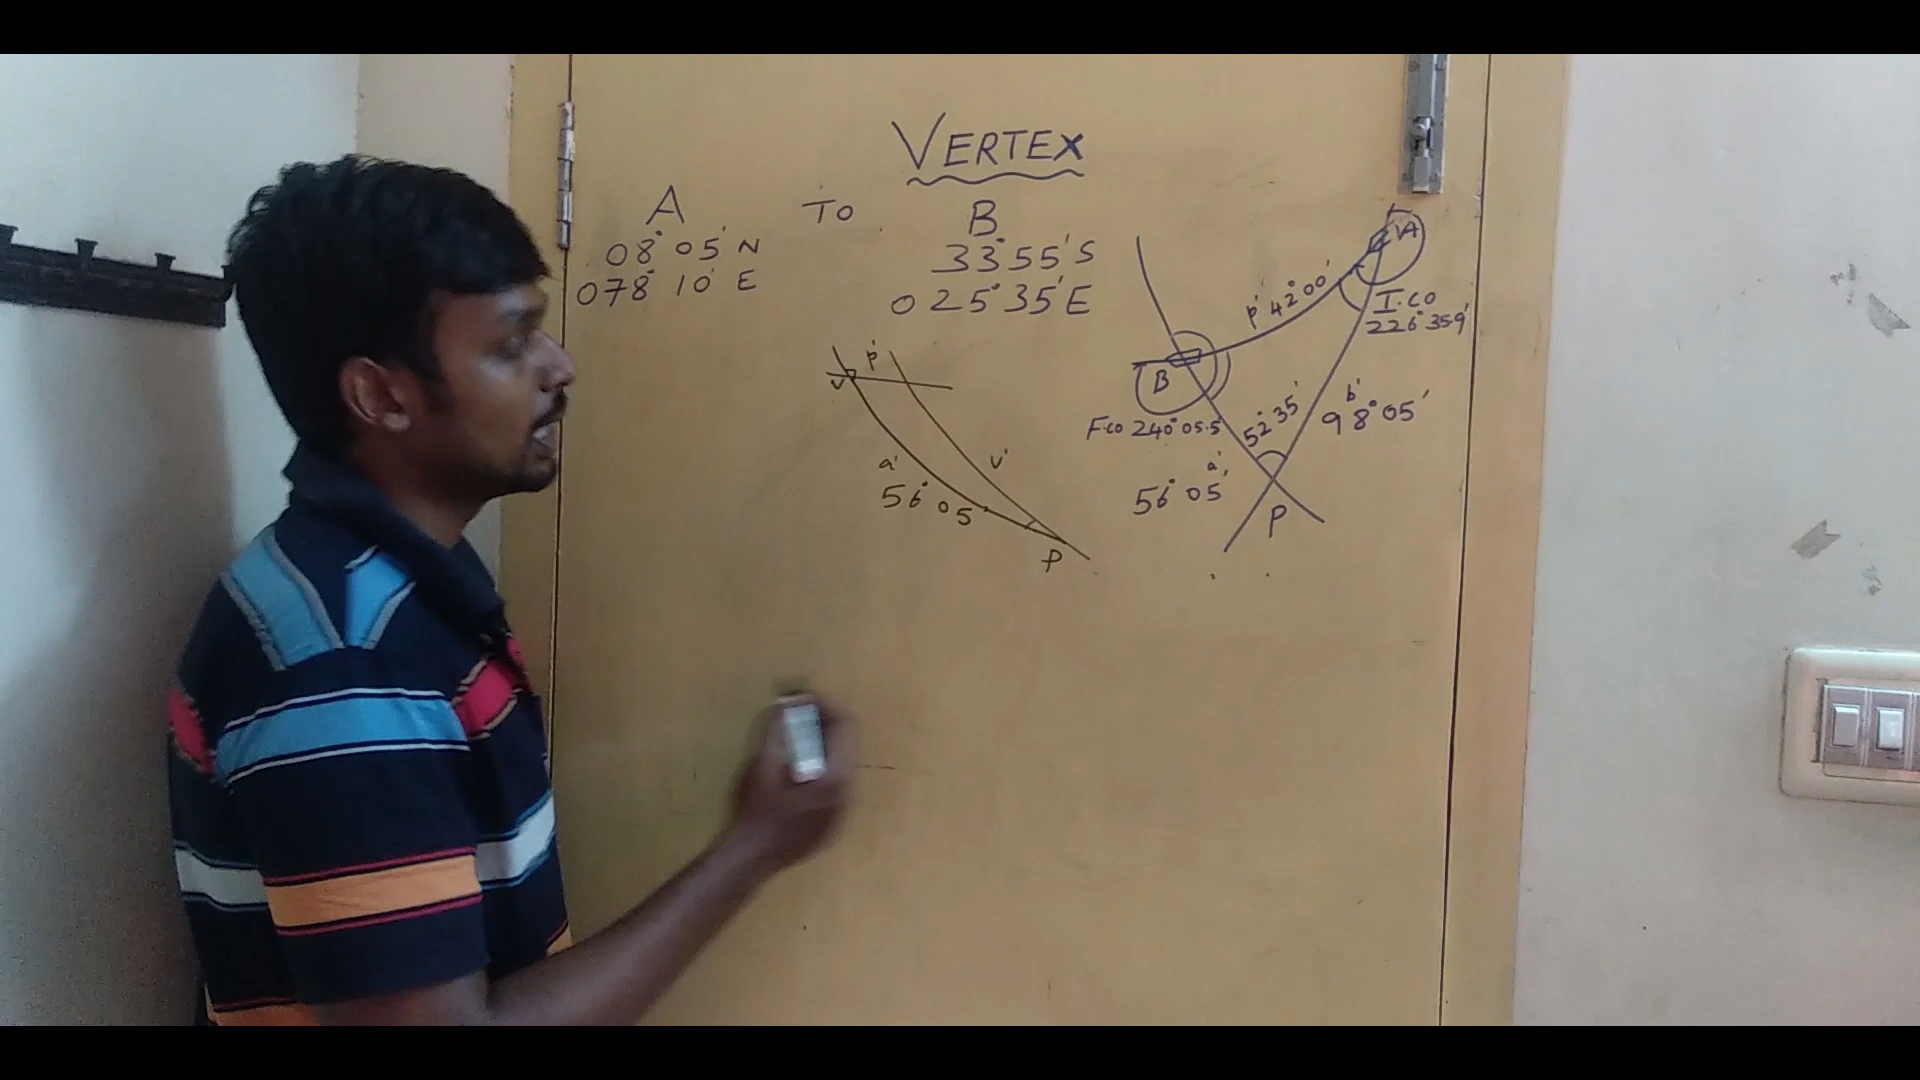 VERTEX
A TO B
08° 05' N 33° 55' S
078° 10' E 025° 35' E
A
p' 42° 00'
I.co
226° 35.9'
B
F.co 240° 05.5
52° 35'
b'
98° 05'
a'
56° 05'
P
p'
V
v'
a'
56° 05
P